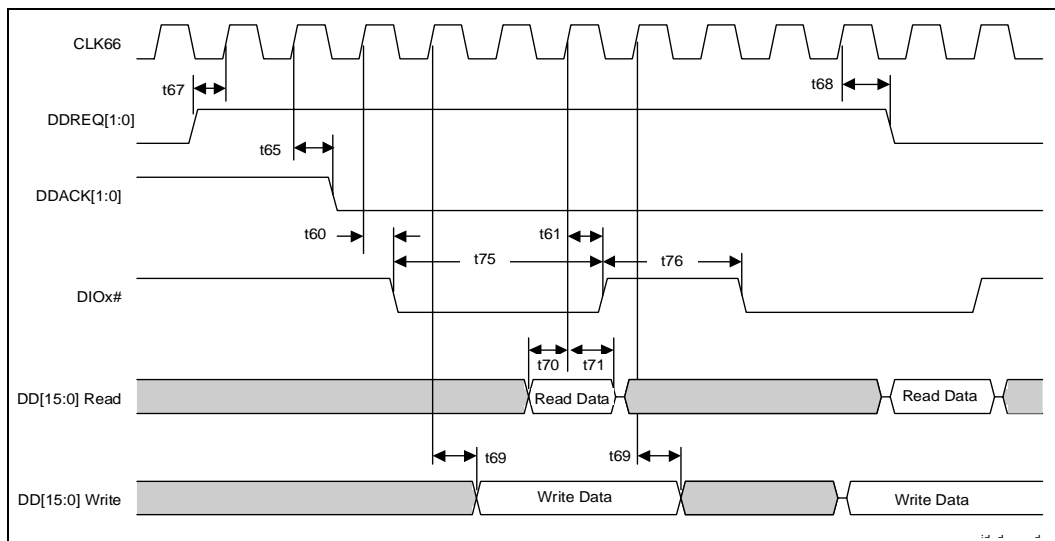 CLK66
t67
t68
DDREQ[1:0]
t65
DDACK[1:0]
t60
t61
t75
t76
DIOx#
t70
t71
DD[15:0] Read
Read Data
Read Data
t69
t69
DD[15:0] Write
Write Data
Write Data